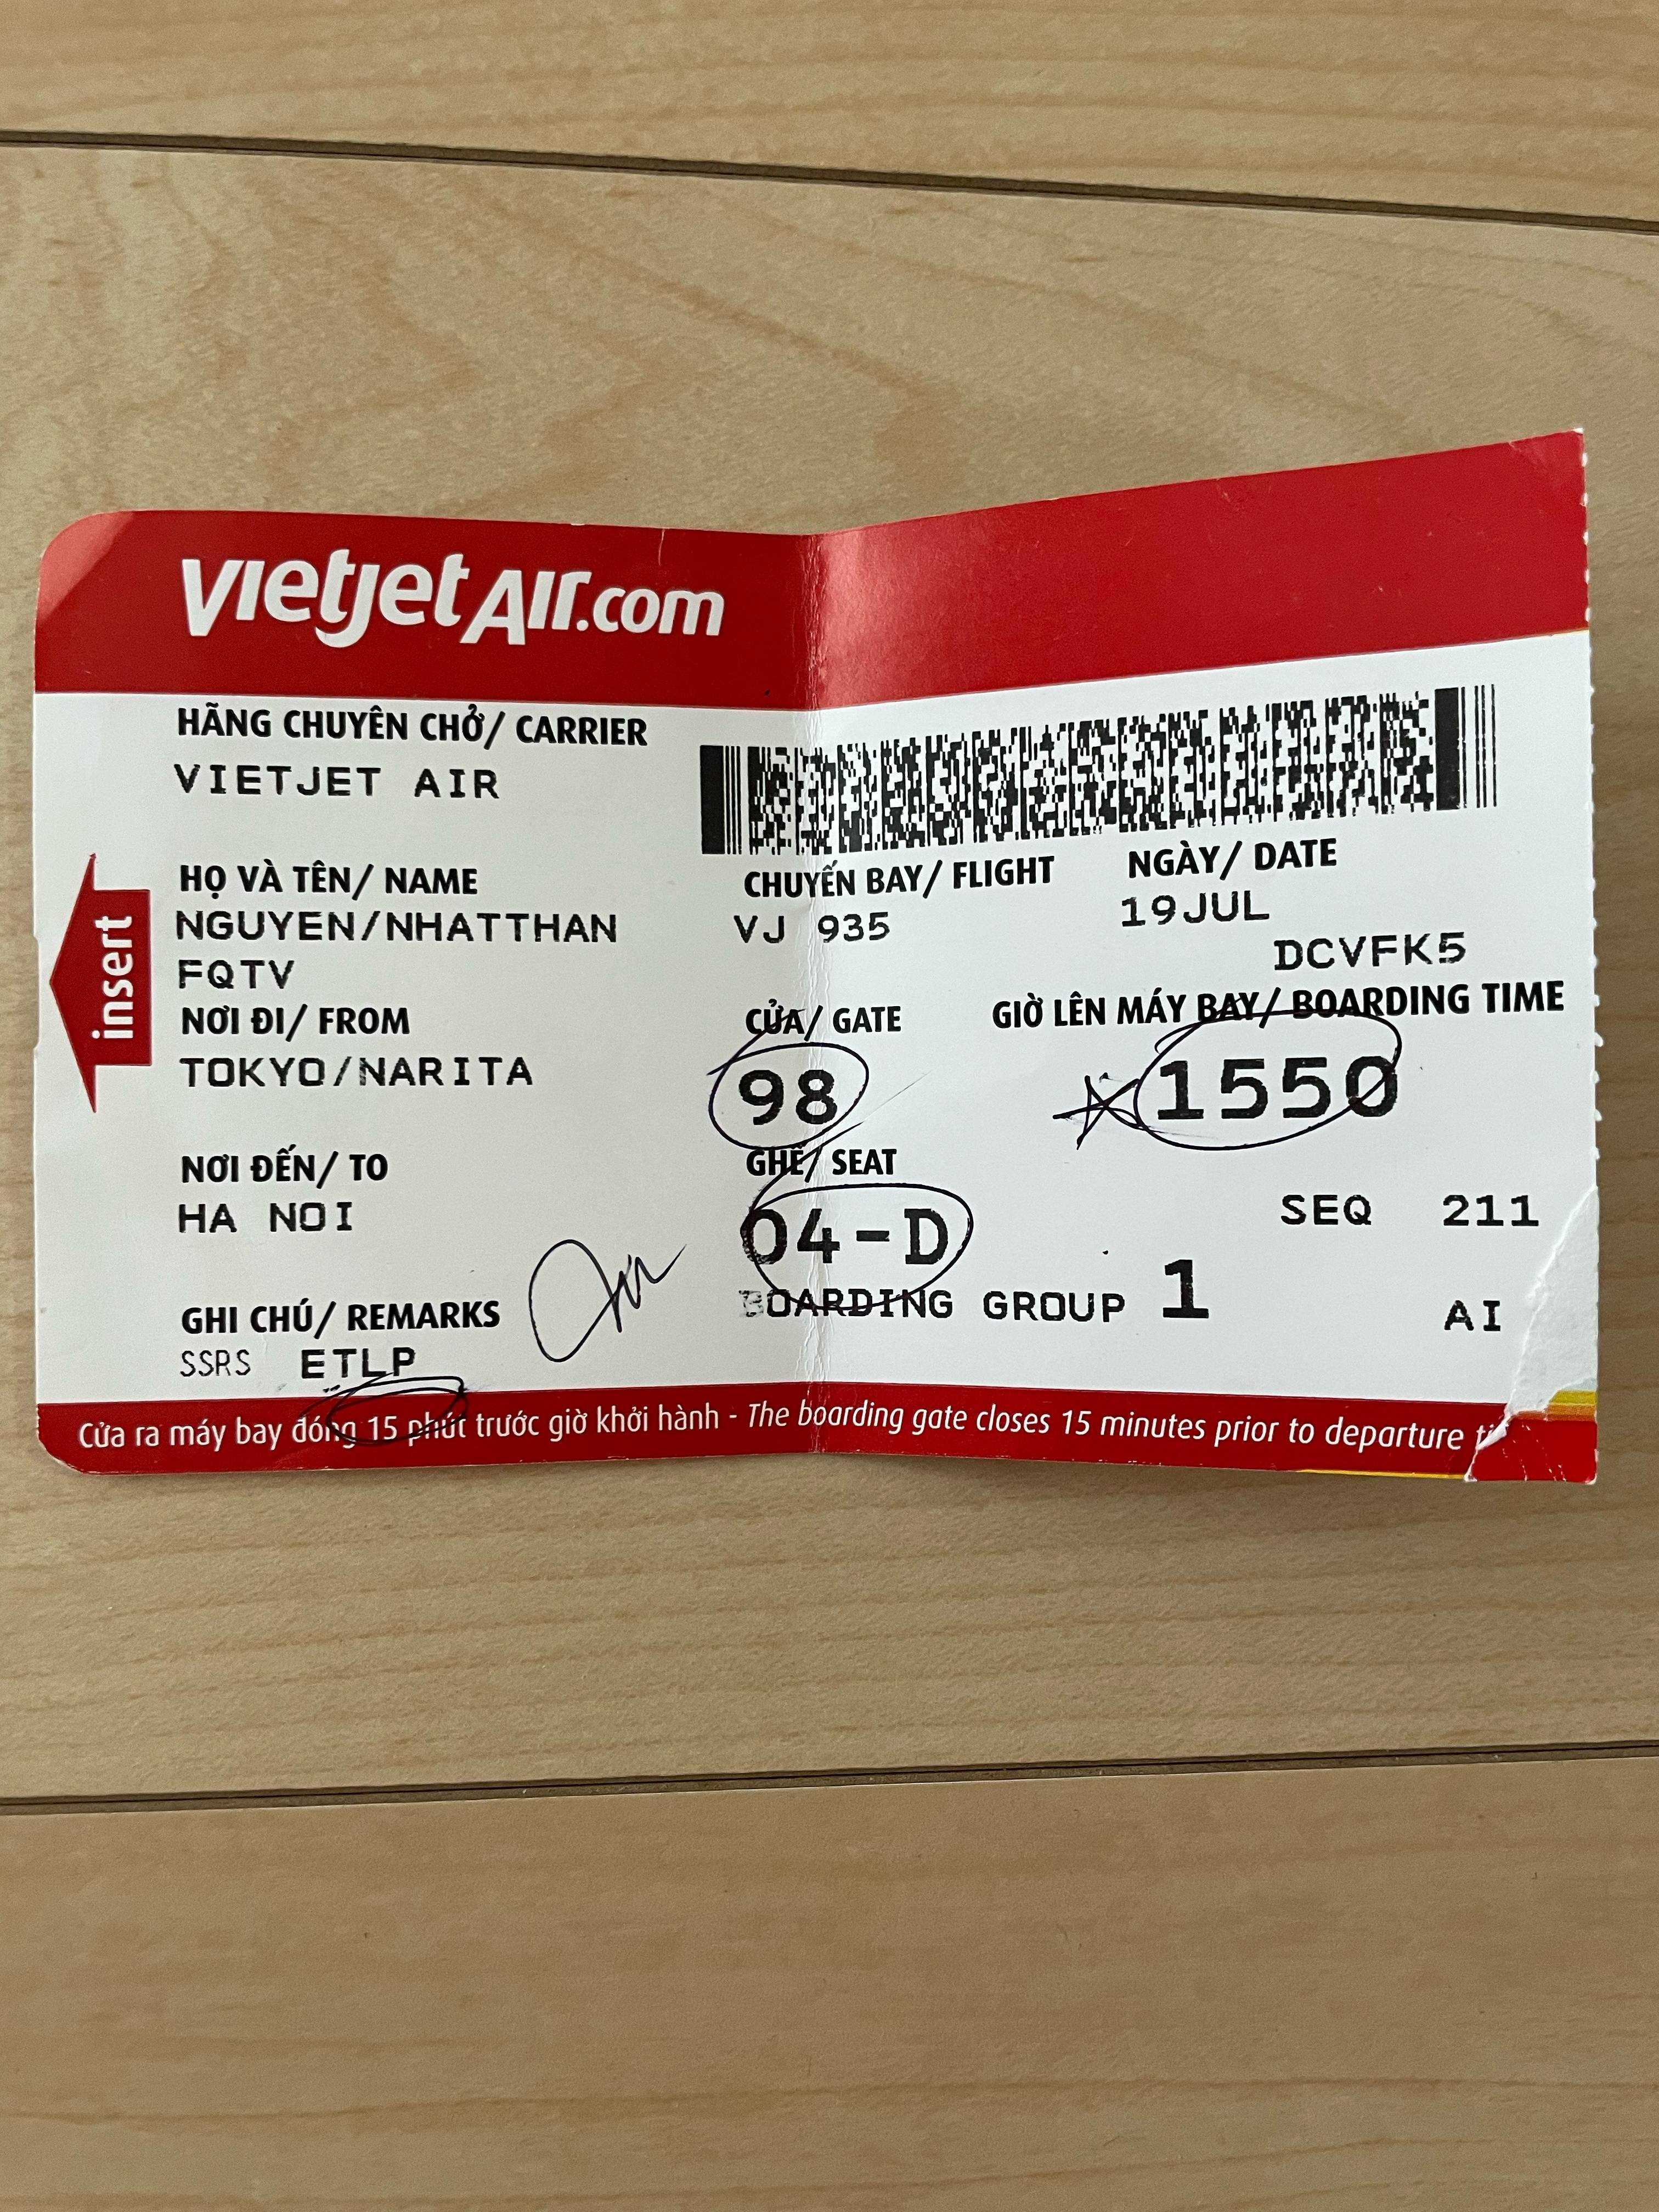 vietjetAir.com
HÃNG CHUYÊN CHỞ/ CARRIER
VIETJET AIR
HỌ VÀ TÊN/ NAME
NGUYEN/NHATTHAN
FQTV
CHUYẾN BAY/ FLIGHT
VJ 935
NGÀY/ DATE
19JUL
DCVFK5
insert
NƠI ĐI/ FROM
TOKYO/NARITA
CỬA/ GATE
98
GIỜ LÊN MÁY BAY/ BOARDING TIME
1550
NƠI ĐẾN/ TO
HA NOI
GHẾ/ SEAT
04-D
SEQ 211
BOARDING GROUP 1
AI
GHI CHÚ/ REMARKS
SSRS ETLP
Cửa ra máy bay đóng 15 phút trước giờ khởi hành - The boarding gate closes 15 minutes prior to departure